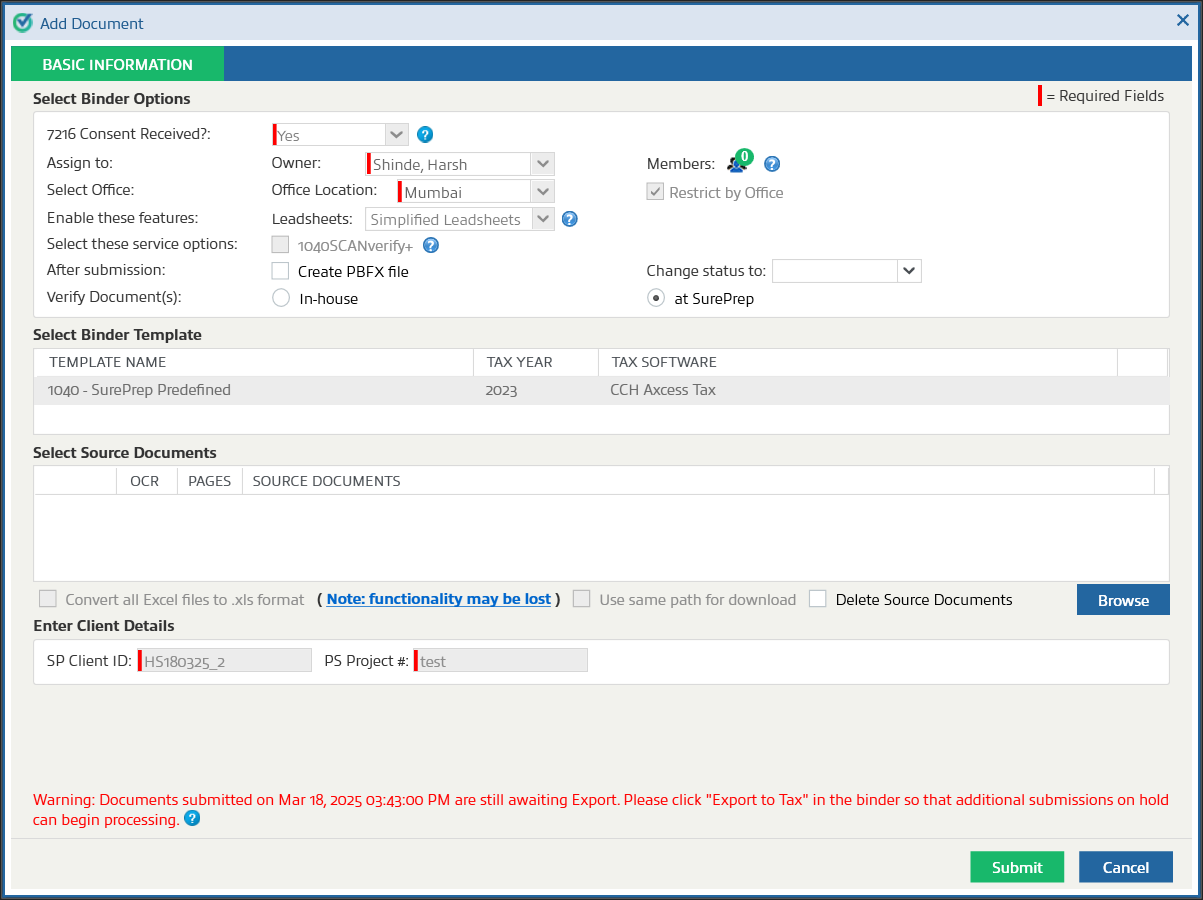 Add Document
BASIC INFORMATION
Select Binder Options
= Required Fields
7216 Consent Received?: Yes
Assign to: Owner: Shinde, Harsh Members: 0
Select Office: Office Location: Mumbai Restrict by Office
Enable these features: Leadsheets: Simplified Leadsheets
Select these service options: 1040SCANverify+
After submission: Create PBFX file Change status to:
Verify Document(s): In-house at SurePrep
Select Binder Template
TEMPLATE NAME TAX YEAR TAX SOFTWARE
1040 - SurePrep Predefined 2023 CCH Axcess Tax
Select Source Documents
OCR PAGES SOURCE DOCUMENTS
Convert all Excel files to .xls format ( Note: functionality may be lost ) Use same path for download Delete Source Documents Browse
Enter Client Details
SP Client ID: HS180325_2 PS Project #: test
Warning: Documents submitted on Mar 18, 2025 03:43:00 PM are still awaiting Export. Please click "Export to Tax" in the binder so that additional submissions on hold
can begin processing. ?
Submit Cancel